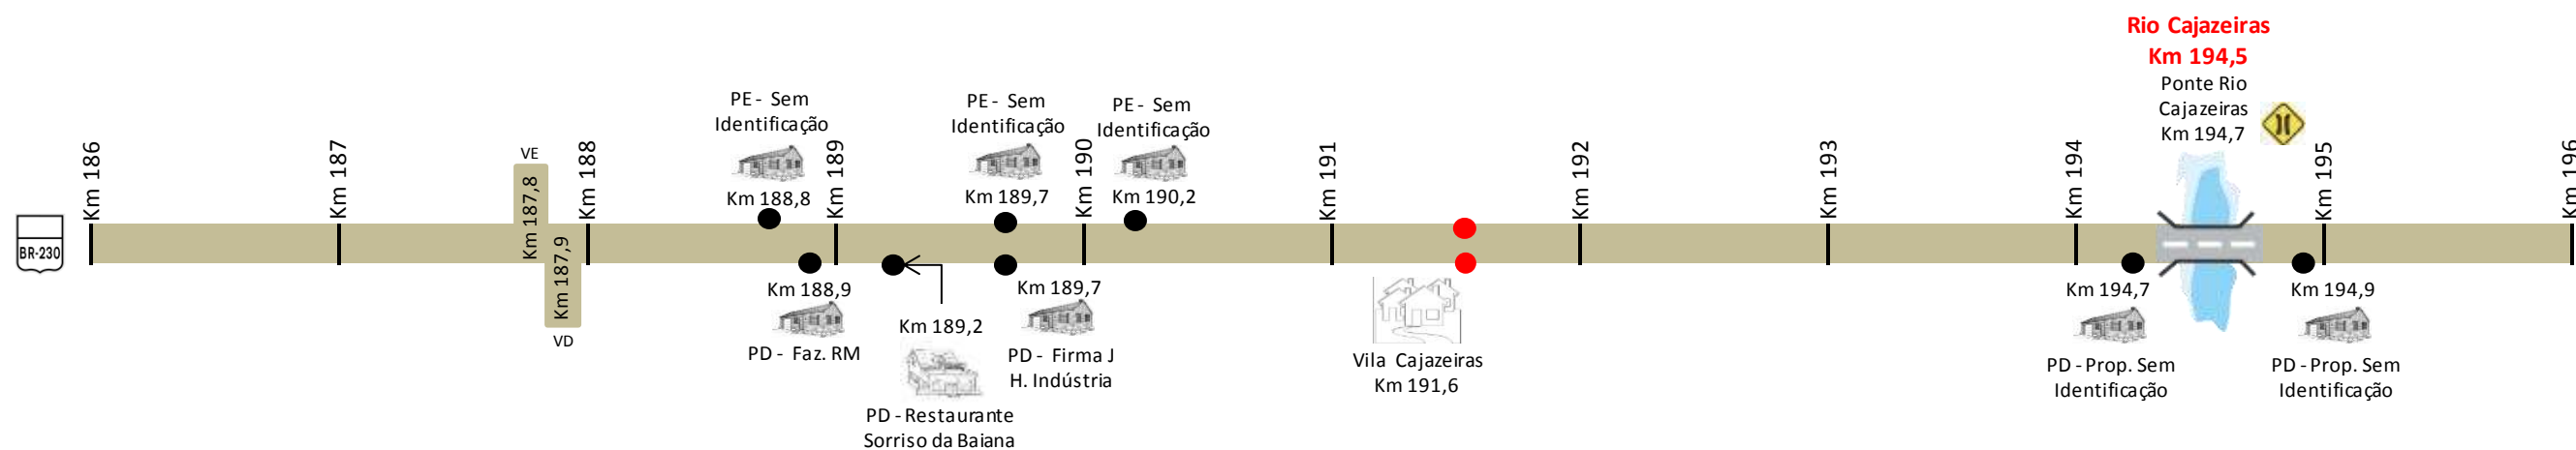 Rio Cajazeiras
Km 194,5
Ponte Rio
Cajazeiras
Km 194,7
PE - Sem
Identificação
Km 188,8
PE - Sem
Identificação
Km 189,7
PE - Sem
Identificação
Km 190,2
Km 186
Km 187
VE
Km 187,8
Km 188
Km 189
Km 190
Km 191
Km 192
Km 193
Km 194
Km 195
Km 196
BR-230
Km 187,9
VD
Km 188,9
PD - Faz. RM
Km 189,2
PD - Restaurante
Sorriso da Baiana
Km 189,7
PD - Firma J
H. Indústria
Vila Cajazeiras
Km 191,6
Km 194,7
PD - Prop. Sem
Identificação
Km 194,9
PD - Prop. Sem
Identificação